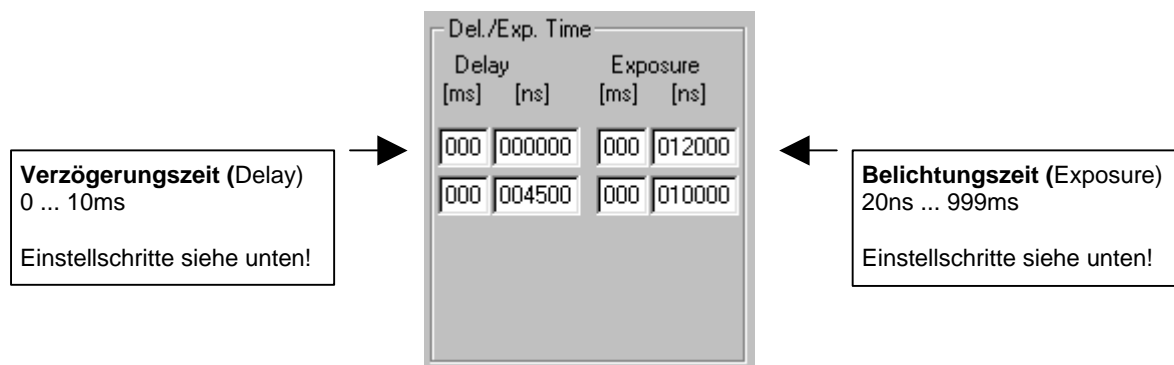 Del./Exp. Time
Delay Exposure
[ms] [ns] [ms] [ns]
000 000000 000 012000
000 004500 000 010000
Verzögerungszeit (Delay)
0 ... 10ms
Einstellschritte siehe unten!
Belichtungszeit (Exposure)
20ns ... 999ms
Einstellschritte siehe unten!